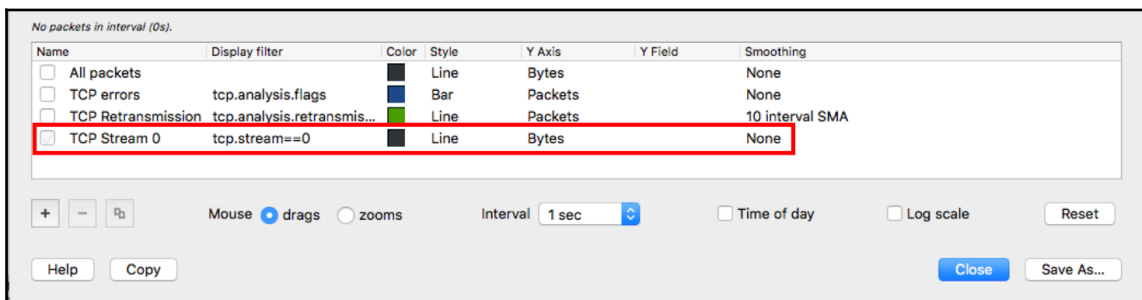 No packets in interval (0s).
Name Display filter Color Style Y Axis Y Field Smoothing
All packets Line Bytes None
TCP errors tcp.analysis.flags Bar Packets None
TCP Retransmission tcp.analysis.retransmis... Line Packets 10 interval SMA
TCP Stream 0 tcp.stream==0 Line Bytes None
+ − Mouse drags zooms Interval 1 sec Time of day Log scale Reset
Help Copy Close Save As...